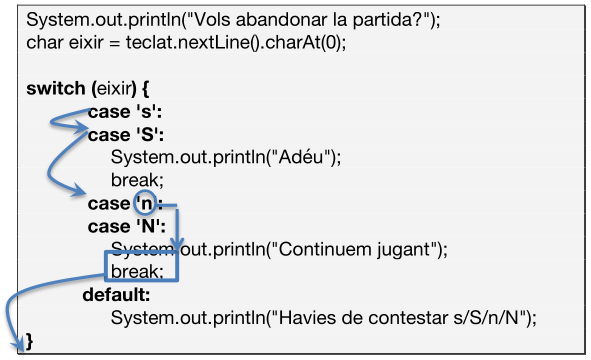 System.out.println("Vols abandonar la partida?");
char eixir = teclat.nextLine().charAt(0);
switch (eixir) {
case 's':
case 'S':
System.out.println("Adéu");
break;
case 'n':
case 'N':
System.out.println("Continuem jugant");
break;
default:
System.out.println("Havies de contestar s/S/n/N");
}